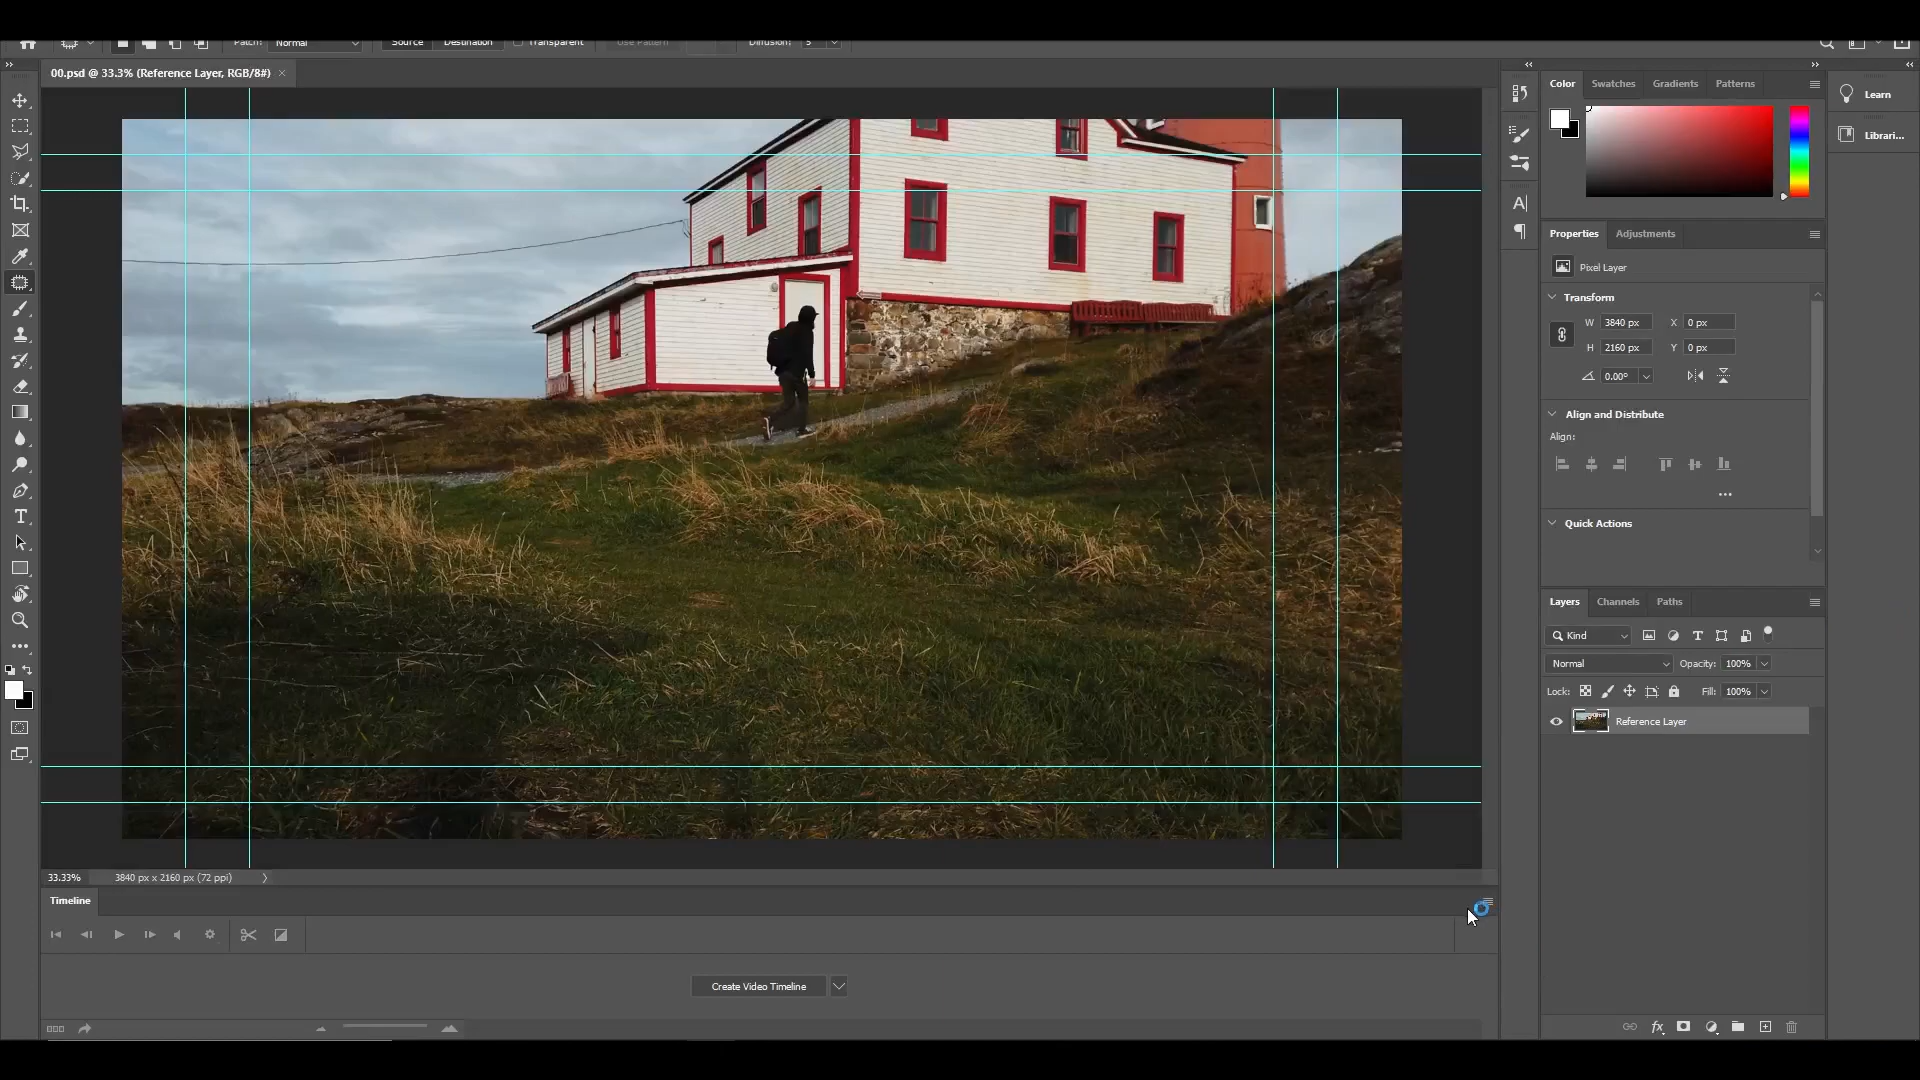 Patch: Normal Source Destination Transparent Use Pattern Diffusion: 5
00.psd @ 33.3% (Reference Layer, RGB/8#) ×
Color Swatches Gradients Patterns
Learn
Librari...
Properties Adjustments
Pixel Layer
Transform
W 3840 px X 0 px
H 2160 px Y 0 px
0.00°
Align and Distribute
Align:
Quick Actions
Layers Channels Paths
Kind
Normal Opacity: 100%
Lock: Fill: 100%
Reference Layer
33.33% 3840 px x 2160 px (72 ppi)
Timeline
Create Video Timeline